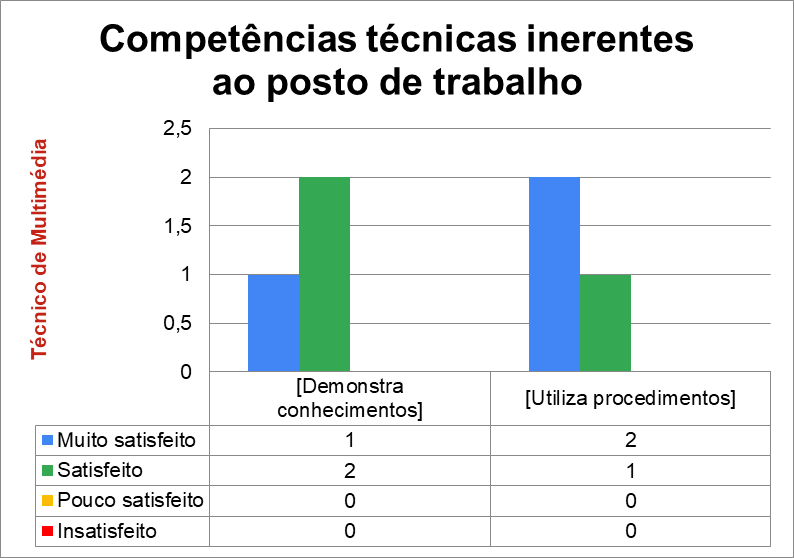 Competências técnicas inerentes
ao posto de trabalho
Técnico de Multimédia
2,5
2
1,5
1
0,5
0
[Demonstra
conhecimentos]
[Utiliza procedimentos]
Muito satisfeito 1 2
Satisfeito 2 1
Pouco satisfeito 0 0
Insatisfeito 0 0